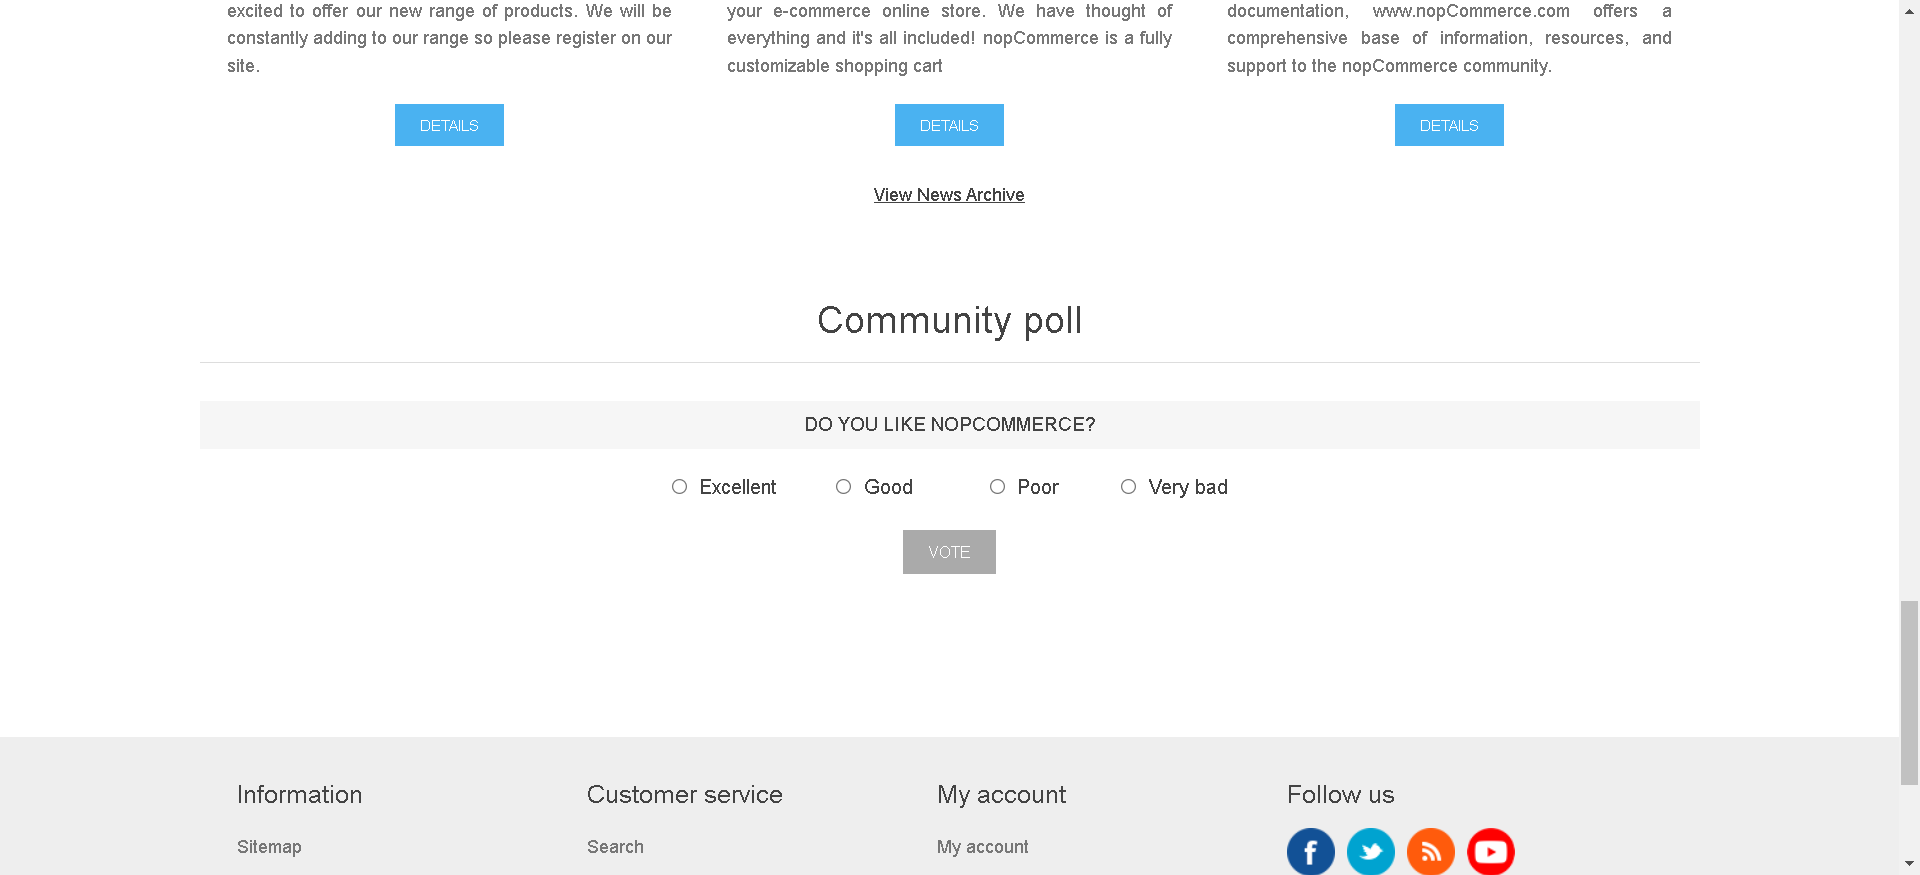 excited to offer our new range of products. We will be
constantly adding to our range so please register on our
site.
DETAILS
your e-commerce online store. We have thought of
everything and it's all included! nopCommerce is a fully
customizable shopping cart
DETAILS
documentation, www.nopCommerce.com offers a
comprehensive base of information, resources, and
support to the nopCommerce community.
DETAILS
View News Archive
Community poll
DO YOU LIKE NOPCOMMERCE?
Excellent Good Poor Very bad
VOTE
Information
Sitemap
Customer service
Search
My account
My account
Follow us